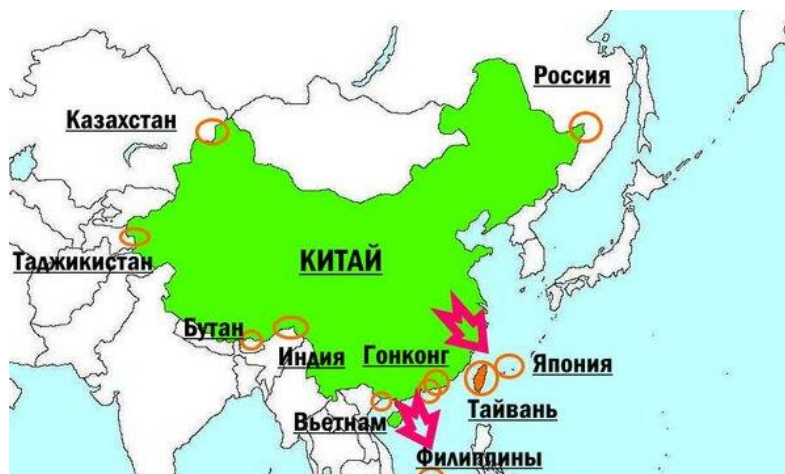 Россия
Казахстан
КИТАЙ
Таджикистан
Бутан
Индия
Гонконг
Япония
Тайвань
Вьетнам
Филиппины